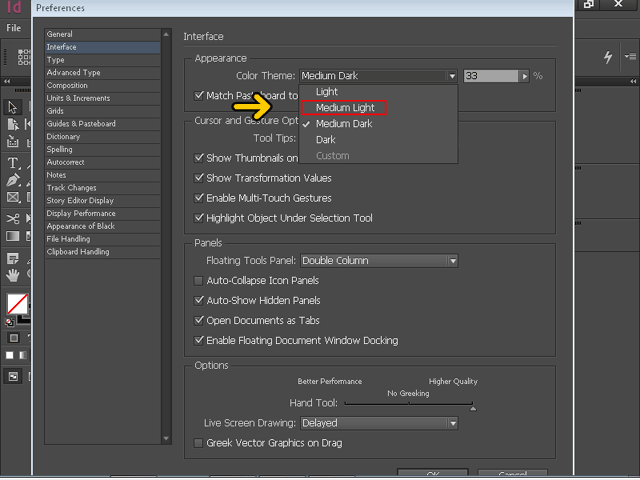 Id
Preferences
File
General
Interface
Type
Advanced Type
Composition
Units & Increments
Grids
Guides & Pasteboard
Dictionary
Spelling
Autocorrect
Notes
Track Changes
Story Editor Display
Display Performance
Appearance of Black
File Handling
Clipboard Handling
Interface
Appearance
Color Theme: Medium Dark 33 %
Light
Medium Light
Medium Dark
Dark
Custom
Match Pasteboard to
Cursor and Gesture Opt
Tool Tips:
Show Thumbnails on
Show Transformation Values
Enable Multi-Touch Gestures
Highlight Object Under Selection Tool
Panels
Floating Tools Panel: Double Column
Auto-Collapse Icon Panels
Auto-Show Hidden Panels
Open Documents as Tabs
Enable Floating Document Window Docking
Options
Better Performance Higher Quality
No Greeking
Hand Tool:
Live Screen Drawing: Delayed
Greek Vector Graphics on Drag
OK Cancel